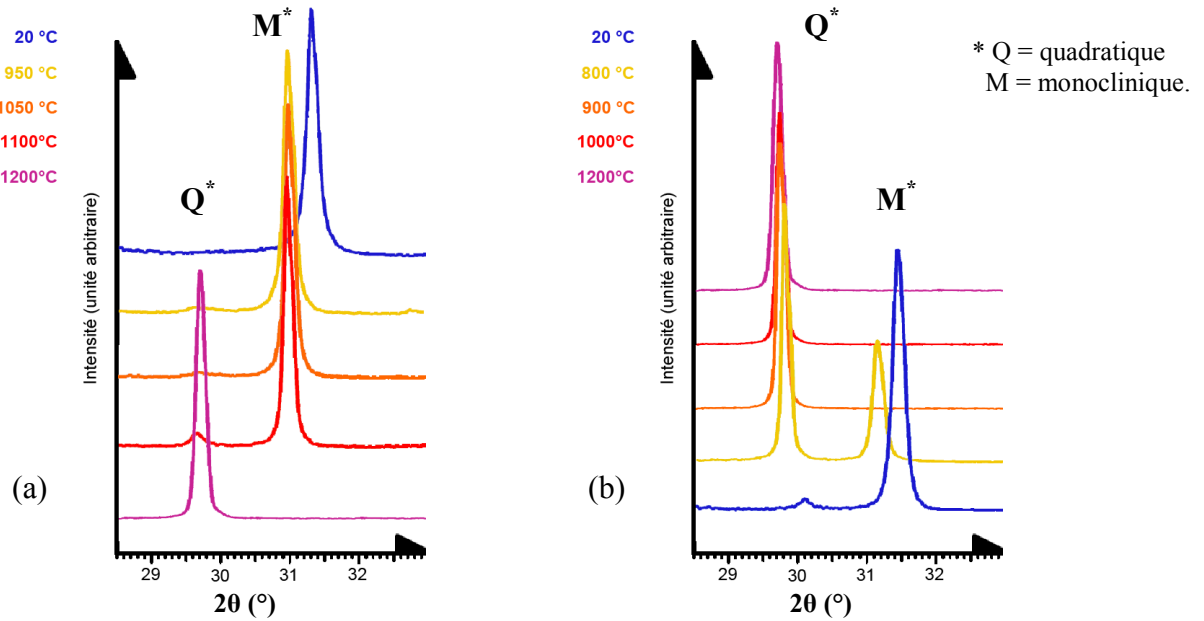 M*
20 °C
950 °C
1050 °C
1100°C
1200°C
Q*
Intensité (unité arbitraire)
(a)
29 30 31 32
2θ (°)
Q*
20 °C
800 °C
900 °C
1000 °C
1200°C
* Q = quadratique
M = monoclinique.
M*
Intensité (unité arbitraire)
(b)
29 30 31 32
2θ (°)